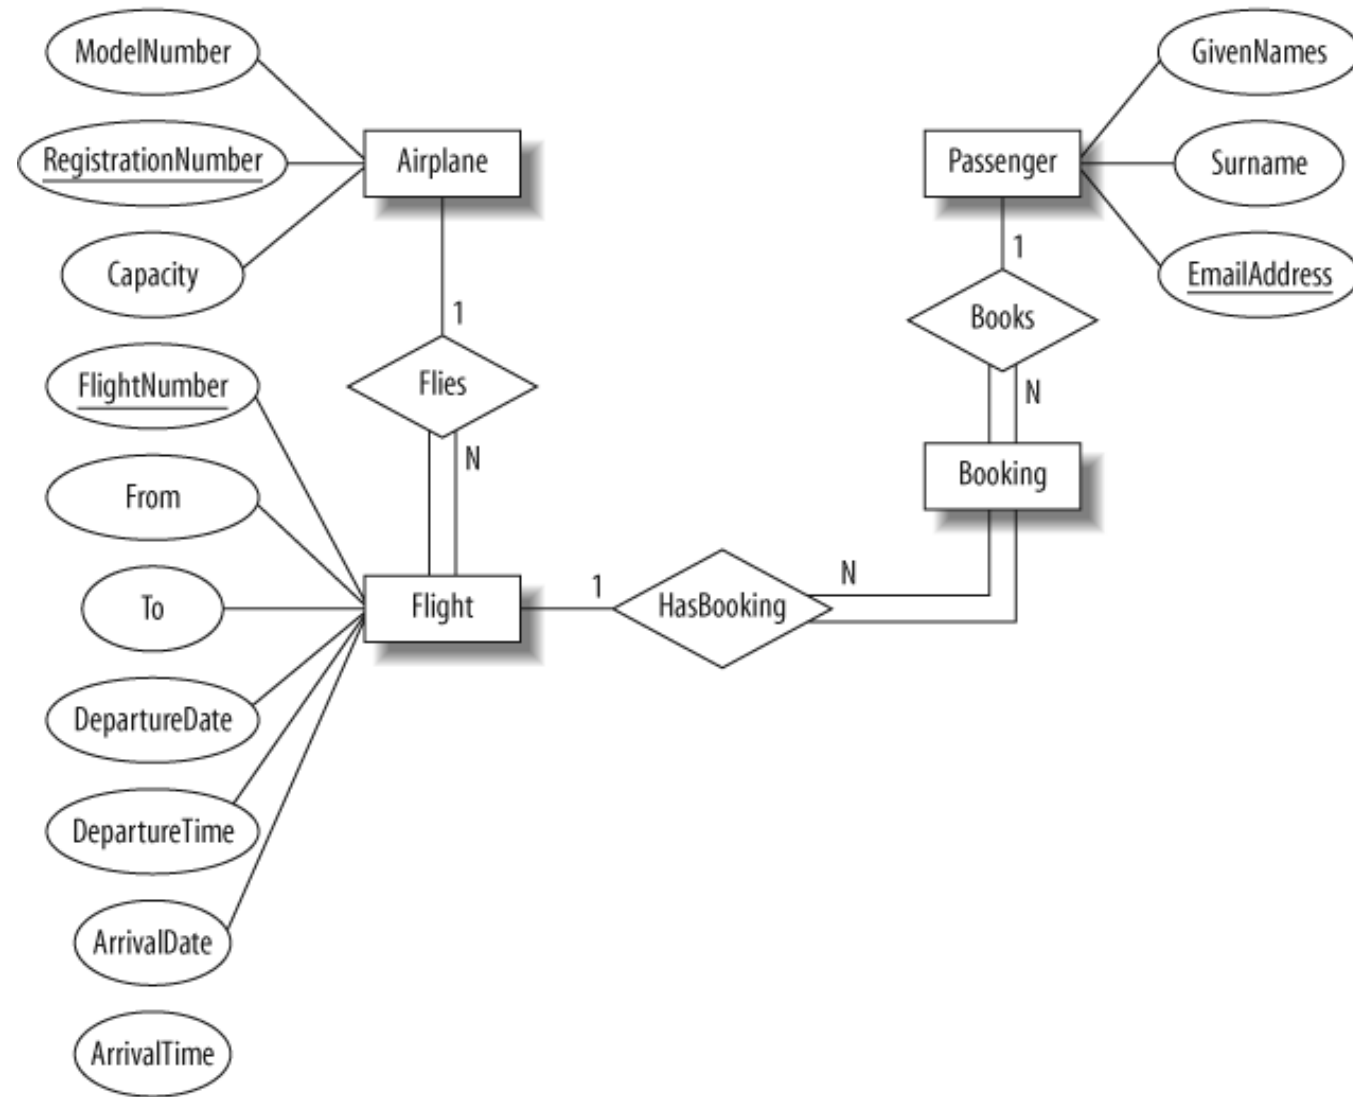 ModelNumber
GivenNames
RegistrationNumber
Airplane
Passenger
Surname
Capacity
1
EmailAddress
1
Books
FlightNumber
Flies
N
N
Booking
From
N
To
Flight
1
HasBooking
DepartureDate
DepartureTime
ArrivalDate
ArrivalTime